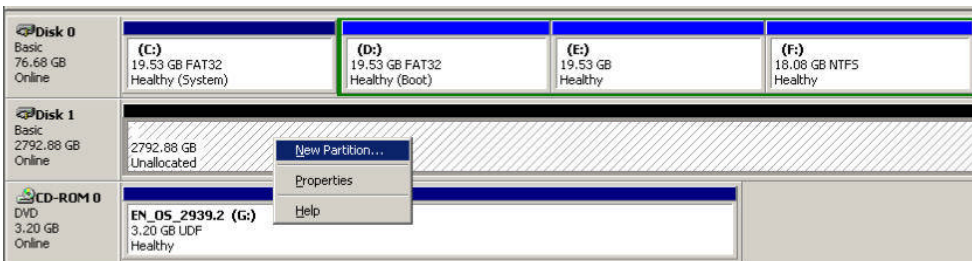 Disk 0
Basic
76.68 GB
Online
(C:)
19.53 GB FAT32
Healthy (System)
(D:)
19.53 GB FAT32
Healthy (Boot)
(E:)
19.53 GB
Healthy
(F:)
18.08 GB NTFS
Healthy
Disk 1
Basic
2792.88 GB
Online
2792.88 GB
Unallocated
New Partition...
Properties
Help
CD-ROM 0
DVD
3.20 GB
Online
EN_OS_2939.2 (G:)
3.20 GB UDF
Healthy